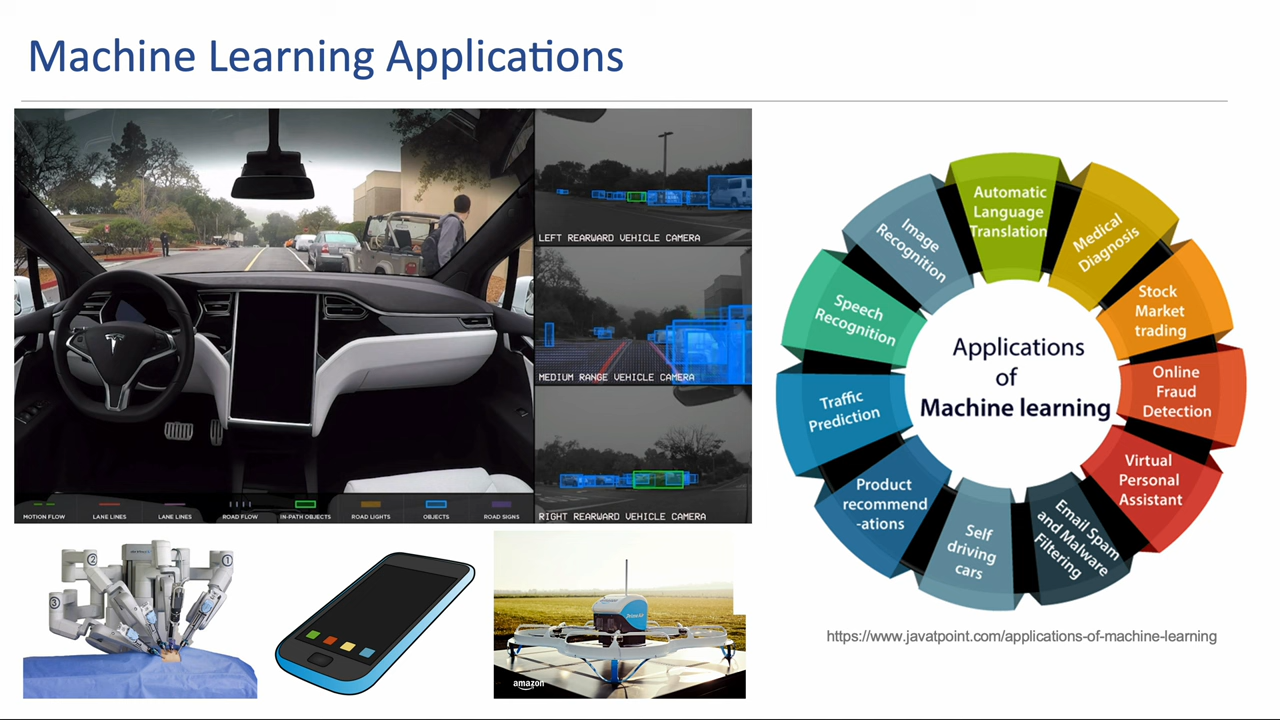 Machine Learning Applications
LEFT REARWARD VEHICLE CAMERA
MEDIUM RANGE VEHICLE CAMERA
RIGHT REARWARD VEHICLE CAMERA
MOTION FLOW
LANE LINES
LANE LINES
ROAD FLOW
IN-PATH OBJECTS
ROAD LIGHTS
OBJECTS
ROAD SIGNS
1
2
3
amazon
Automatic
Language
Translation
Medical
Diagnosis
Stock
Market
trading
Online
Fraud
Detection
Virtual
Personal
Assistant
Email Spam
and Malware
Filtering
Self
driving
cars
Product
recommend
-ations
Traffic
Prediction
Speech
Recognition
Image
Recognition
Applications
of
Machine learning
https://www.javatpoint.com/applications-of-machine-learning